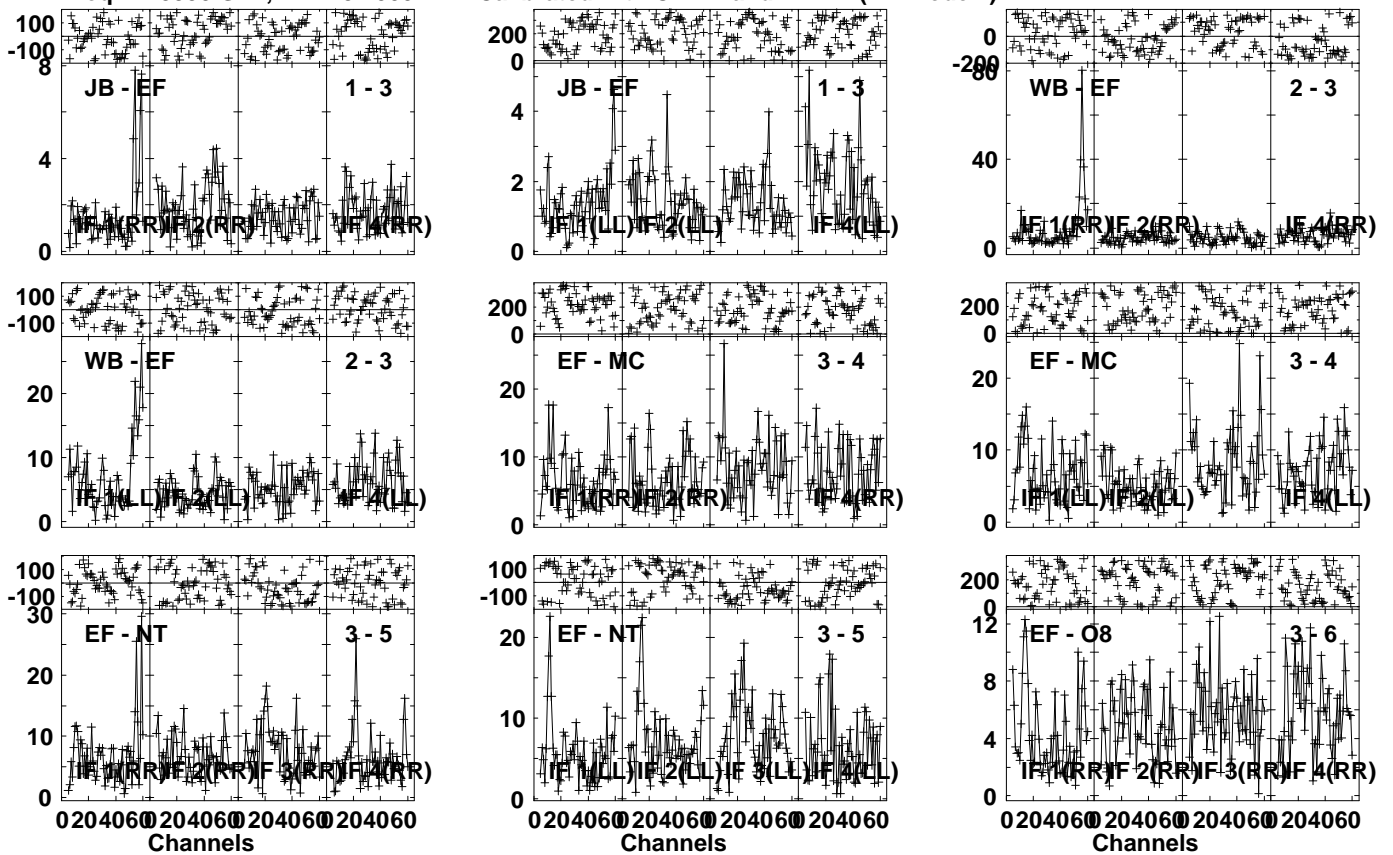 100
-100
8
4
0
JB - EF
1 - 3
IF 1(RR)
IF 2(RR)
IF 4(RR)
200
0
4
2
0
JB - EF
1 - 3
IF 1(LL)
IF 2(LL)
IF 4(LL)
0
-200
80
40
0
WB - EF
2 - 3
IF 1(RR)
IF 2(RR)
IF 4(RR)
100
-100
20
10
0
WB - EF
2 - 3
IF 1(LL)
IF 2(LL)
IF 4(LL)
200
0
20
10
0
EF - MC
3 - 4
IF 1(RR)
IF 2(RR)
IF 4(RR)
200
0
20
10
0
EF - MC
3 - 4
IF 1(LL)
IF 2(LL)
IF 4(LL)
100
-100
30
20
10
0
EF - NT
3 - 5
IF 1(RR)
IF 2(RR)
IF 3(RR)
IF 4(RR)
0 20 40 60 0 20 40 60 0 20 40 60 0 20 40 60
Channels
100
-100
20
10
0
EF - NT
3 - 5
IF 1(LL)
IF 2(LL)
IF 3(LL)
IF 4(LL)
0 20 40 60 0 20 40 60 0 20 40 60 0 20 40 60
Channels
200
0
12
8
4
0
EF - O8
3 - 6
IF 1(RR)
IF 2(RR)
IF 3(RR)
IF 4(RR)
0 20 40 60 0 20 40 60 0 20 40 60 0 20 40 60
Channels